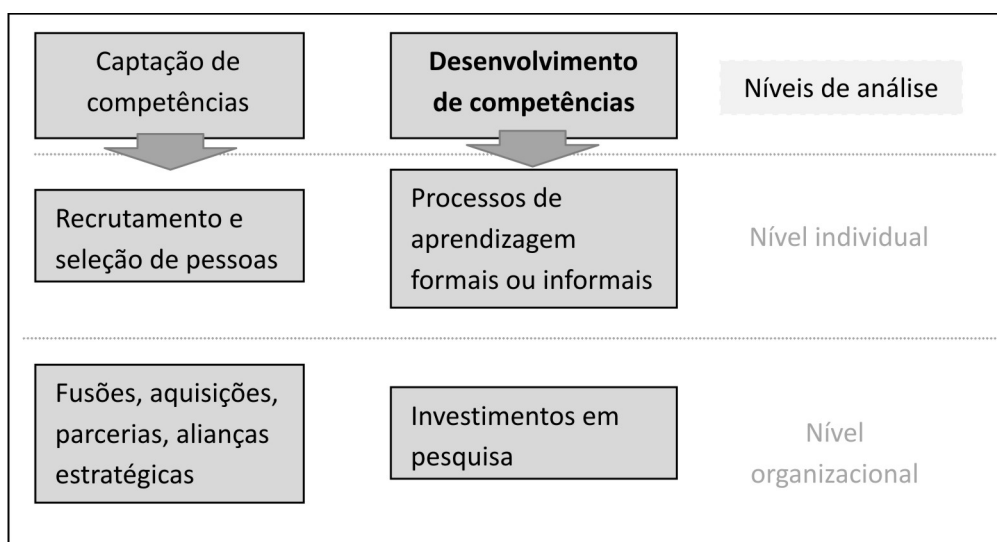 Captação de
competências
Desenvolvimento
de competências
Níveis de análise
Recrutamento e
seleção de pessoas
Processos de
aprendizagem
formais ou informais
Nível individual
Fusões, aquisições,
parcerias, alianças
estratégicas
Investimentos em
pesquisa
Nível
organizacional